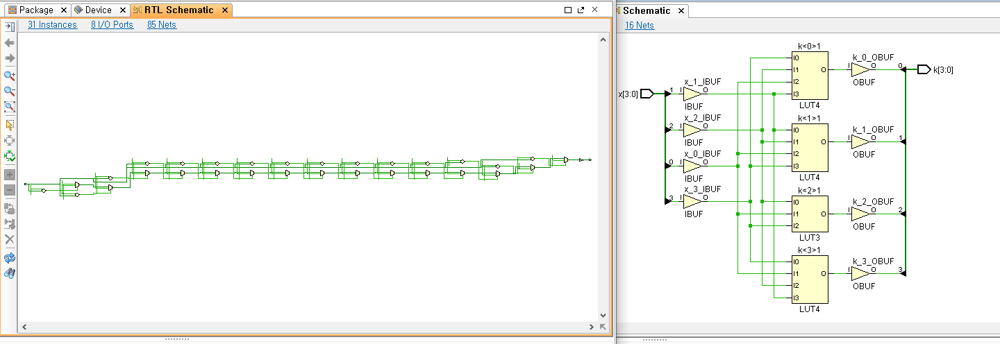 Package
Device
RTL Schematic
31 Instances
8 I/O Ports
85 Nets
Schematic
16 Nets
x[3:0]
1
I
x_1_IBUF
O
IBUF
2
I
x_2_IBUF
O
IBUF
0
I
x_0_IBUF
O
IBUF
3
I
x_3_IBUF
O
IBUF
k<0>1
I0
I1
I2
I3
O
LUT4
k<1>1
I0
I1
I2
I3
O
LUT4
k<2>1
I0
I1
I2
O
LUT3
k<3>1
I0
I1
I2
I3
O
LUT4
k_0_OBUF
I
O
OBUF
0
k[3:0]
k_1_OBUF
I
O
OBUF
1
k_2_OBUF
I
O
OBUF
2
k_3_OBUF
I
O
OBUF
3